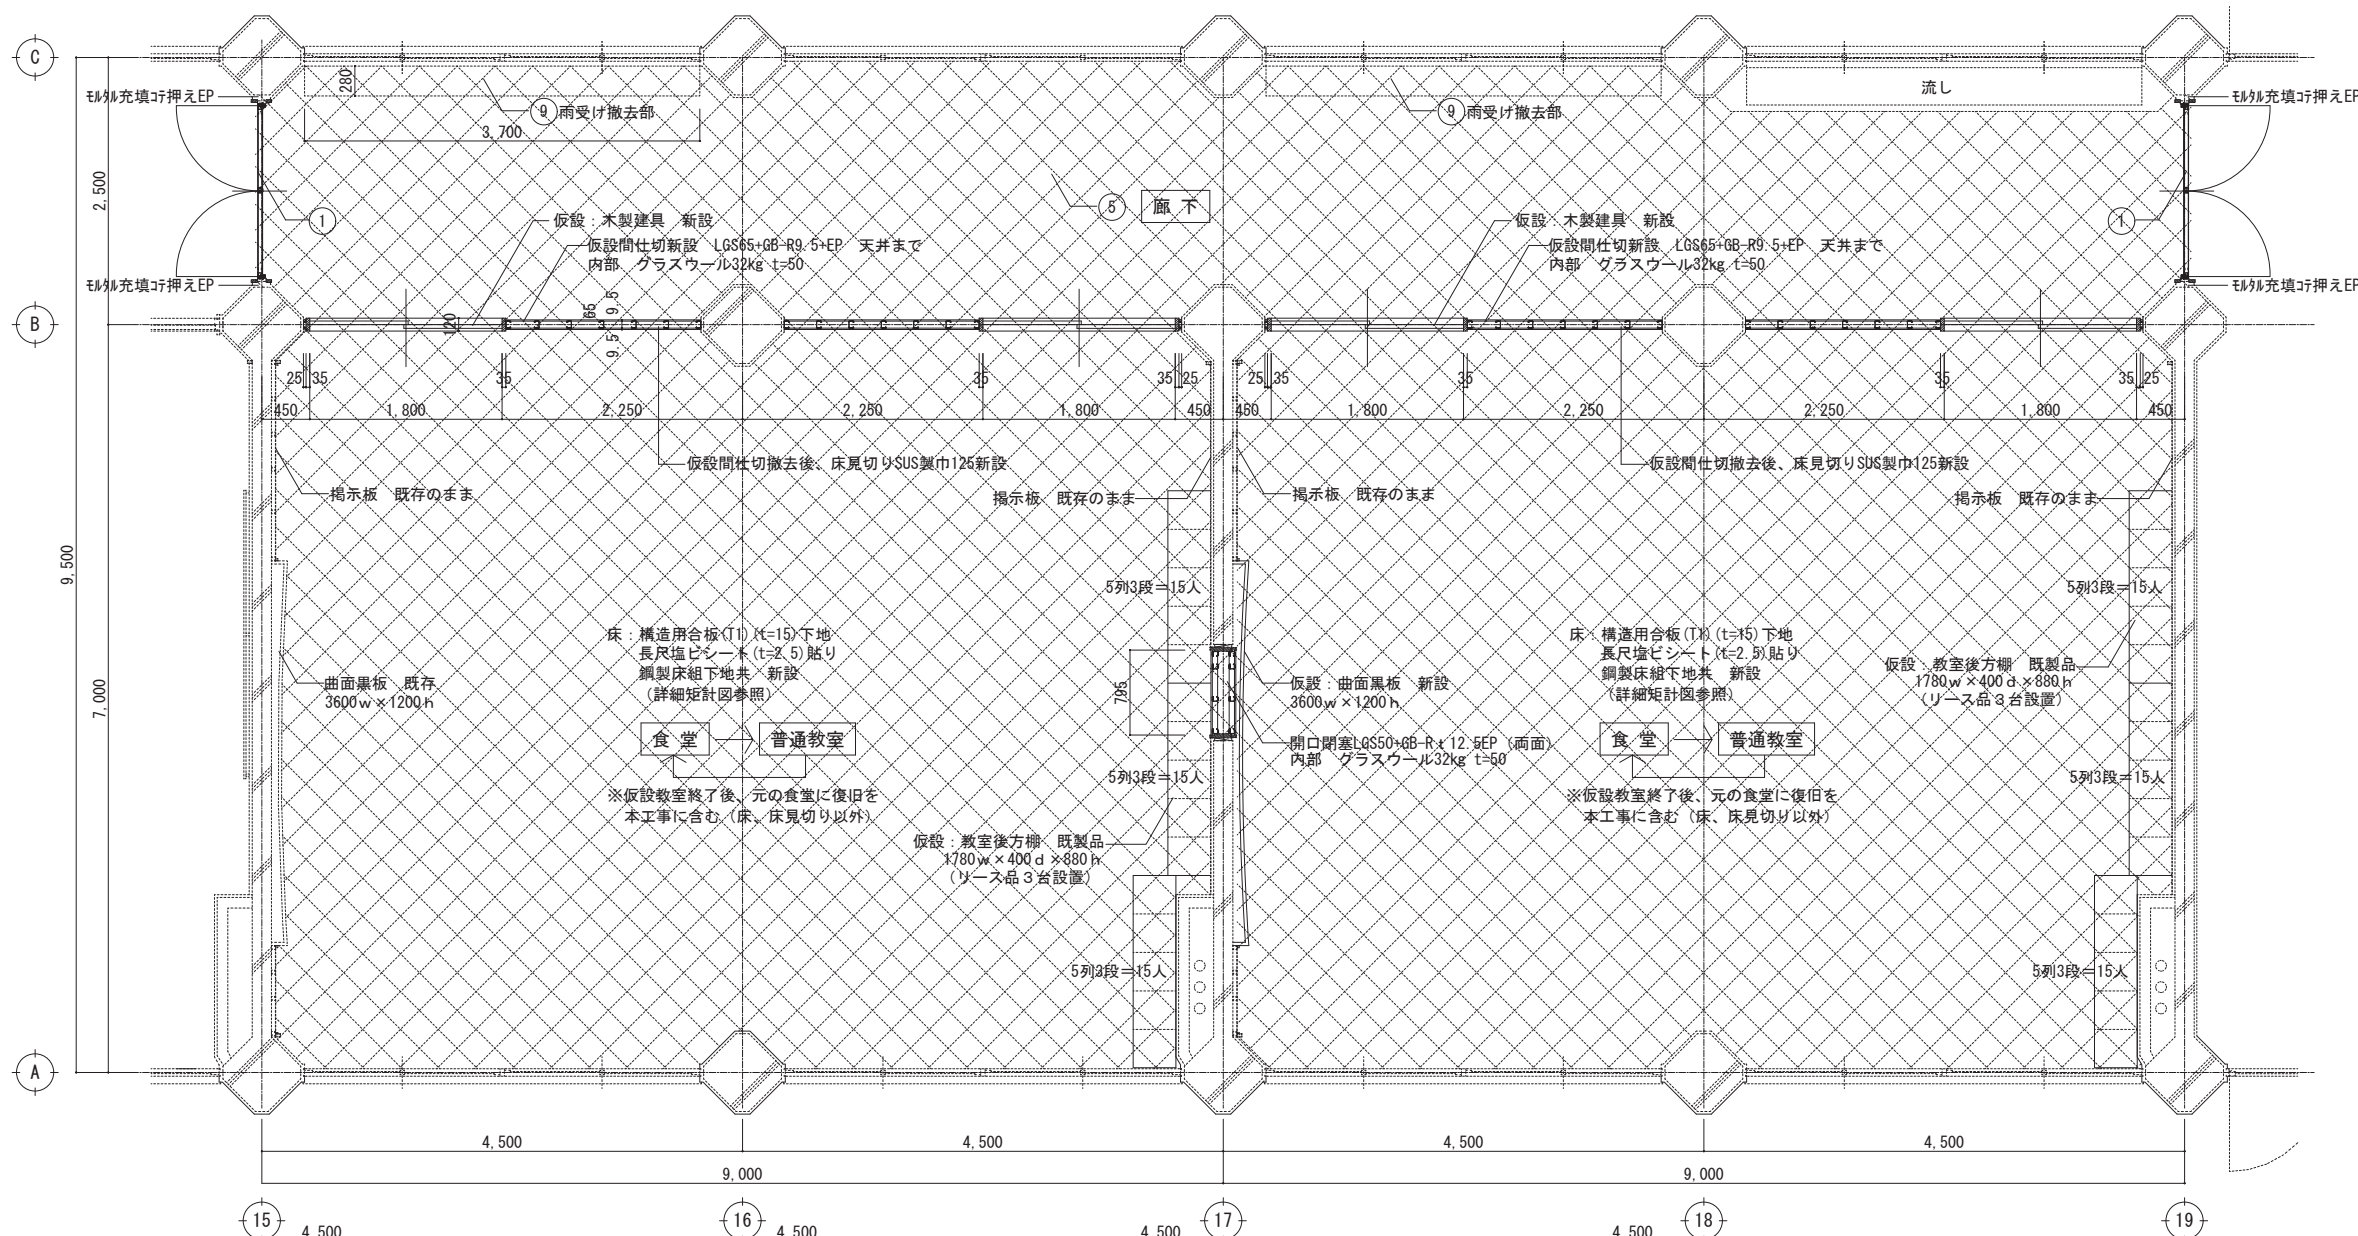 C
280
流し
ﾓﾙﾀﾙ充填ｺﾃ押えEP
ﾓﾙﾀﾙ充填ｺﾃ押えEP
9 雨受け撤去部
9 雨受け撤去部
3,700
2,500
5
廊 下
1
1
仮設：木製建具　新設
仮設間仕切新設　LGS65+GB-R9.5+EP　天井まで
内部　グラスウール32kg t=50
仮設：木製建具　新設
仮設間仕切新設　LGS65+GB-R9.5+EP　天井まで
内部　グラスウール32kg t=50
ﾓﾙﾀﾙ充填ｺﾃ押えEP
ﾓﾙﾀﾙ充填ｺﾃ押えEP
B
120
9.5
65
9.5
25 35 35 35 35 25 25 35 35 35 35 25
450 1,800 2,250 2,250 1,800 450 450 1,800 2,250 2,250 1,800 450
仮設間仕切撤去後、床見切りSUS製巾125新設
仮設間仕切撤去後、床見切りSUS製巾125新設
掲示板　既存のまま
掲示板　既存のまま
掲示板　既存のまま
掲示板　既存のまま
9,500
7,000
5列3段＝15人
5列3段＝15人
床：構造用合板(T1)(t=15)下地
長尺塩ビシート(t=2.5)貼り
鋼製床組下地共　新設
（詳細矩計図参照）
床：構造用合板(T1)(t=15)下地
長尺塩ビシート(t=2.5)貼り
鋼製床組下地共　新設
（詳細矩計図参照）
曲面黒板　既存
3600ｗ×1200ｈ
795
仮設：曲面黒板　新設
3600ｗ×1200ｈ
仮設：教室後方棚　既製品
1780ｗ×400ｄ×880ｈ
（リース品３台設置）
食 堂
普通教室
開口閉塞LGS50+GB-Rｔ12.5EP（両面）
内部　グラスウール32kg t=50
食 堂
普通教室
5列3段＝15人
5列3段＝15人
※仮設教室終了後、元の食堂に復旧を
本工事に含む（床、床見切り以外）
※仮設教室終了後、元の食堂に復旧を
本工事に含む（床、床見切り以外）
仮設：教室後方棚　既製品
1780ｗ×400ｄ×880ｈ
（リース品３台設置）
5列3段＝15人
5列3段＝15人
A
4,500 4,500 4,500 4,500
9,000 9,000
15 16 17 18 19
4,500 4,500 4,500 4,500